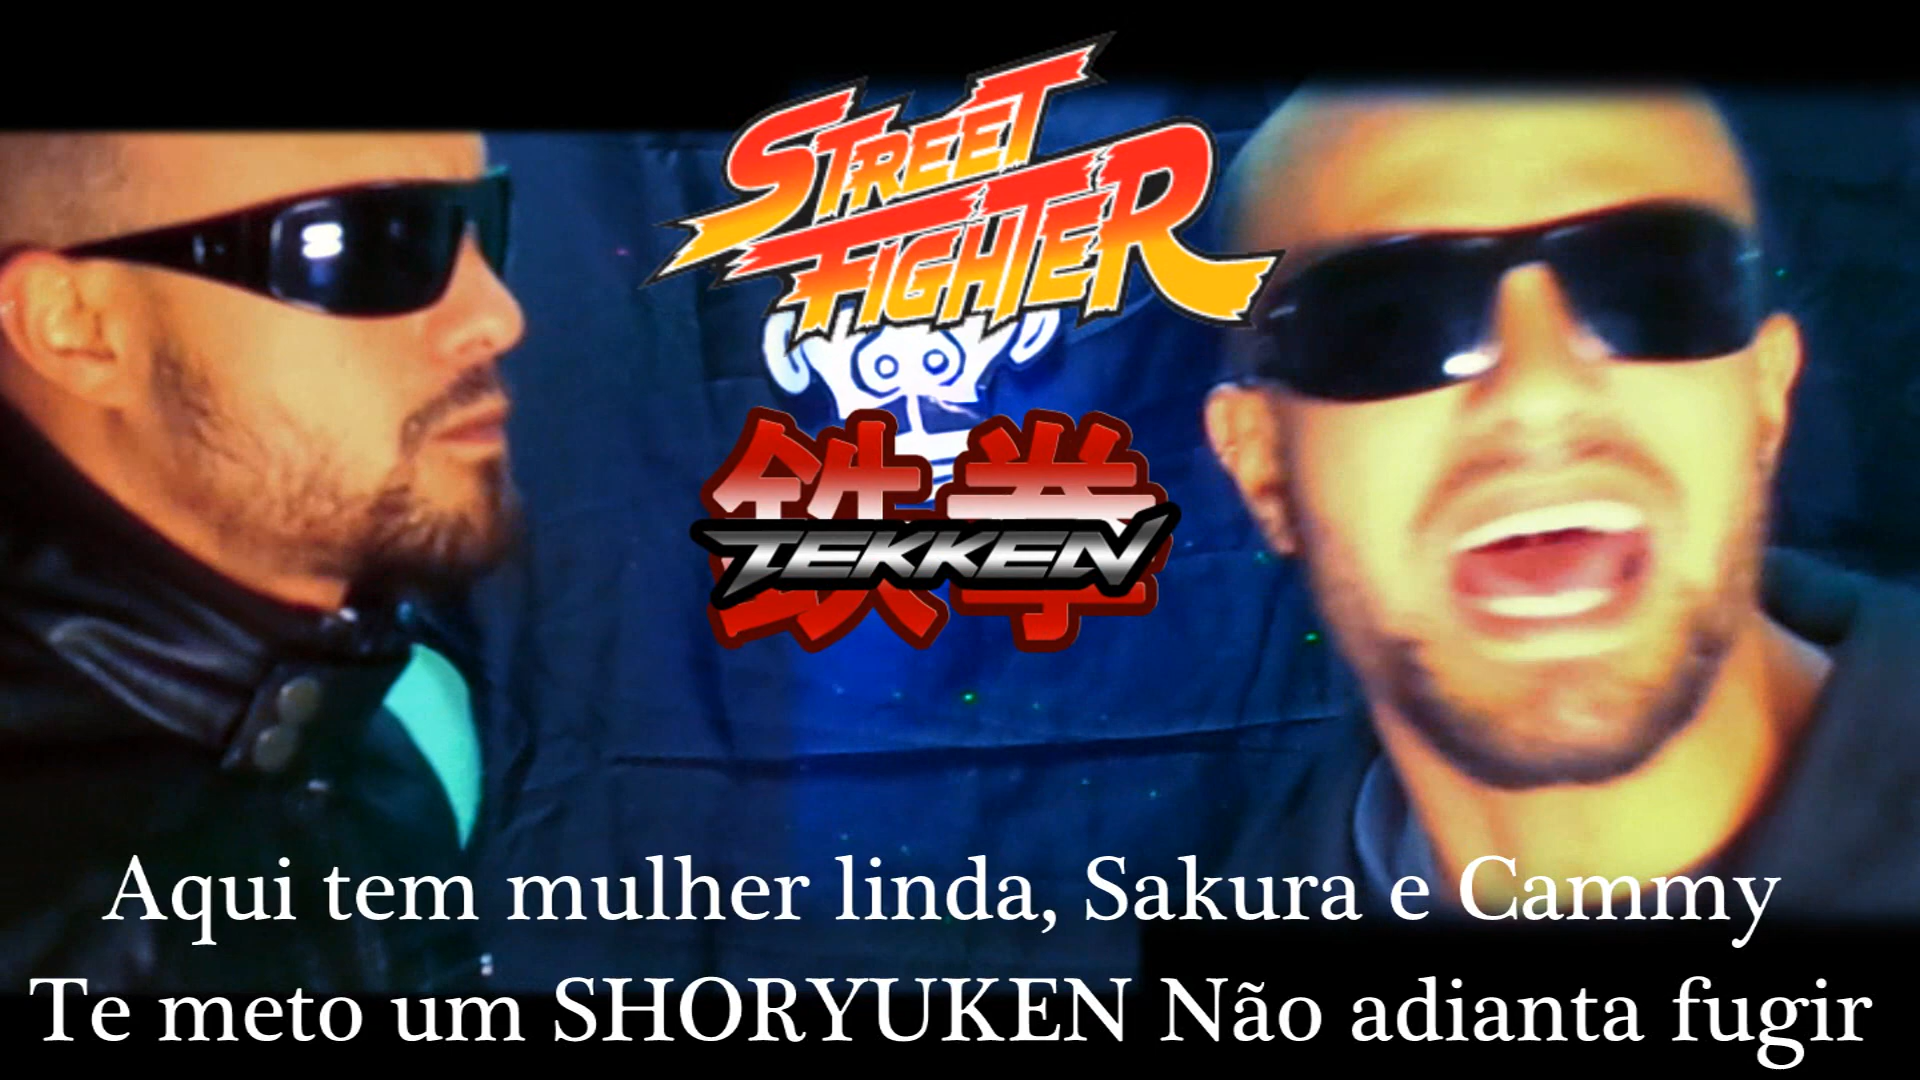 STREET
FIGHTER
鉄拳
TEKKEN
Aqui tem mulher linda, Sakura e Cammy
Te meto um SHORYUKEN Não adianta fugir